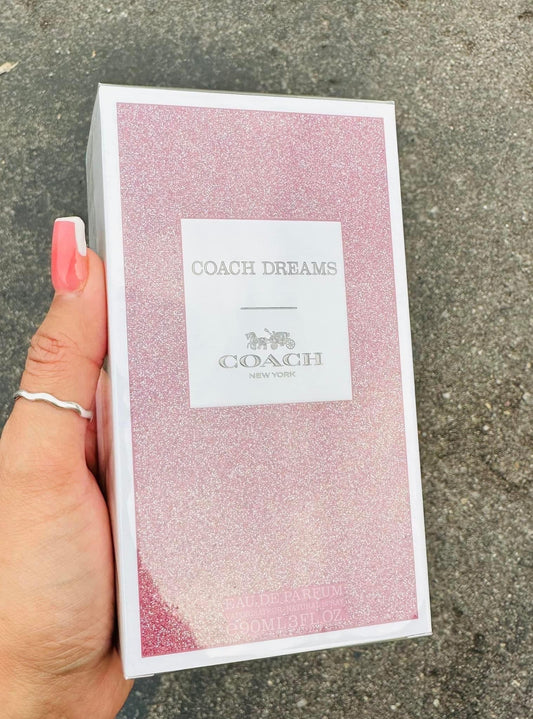 COACH DREAMS
COACH
NEW YORK
EAU DE PARFUM
90ML 3FL.OZ.